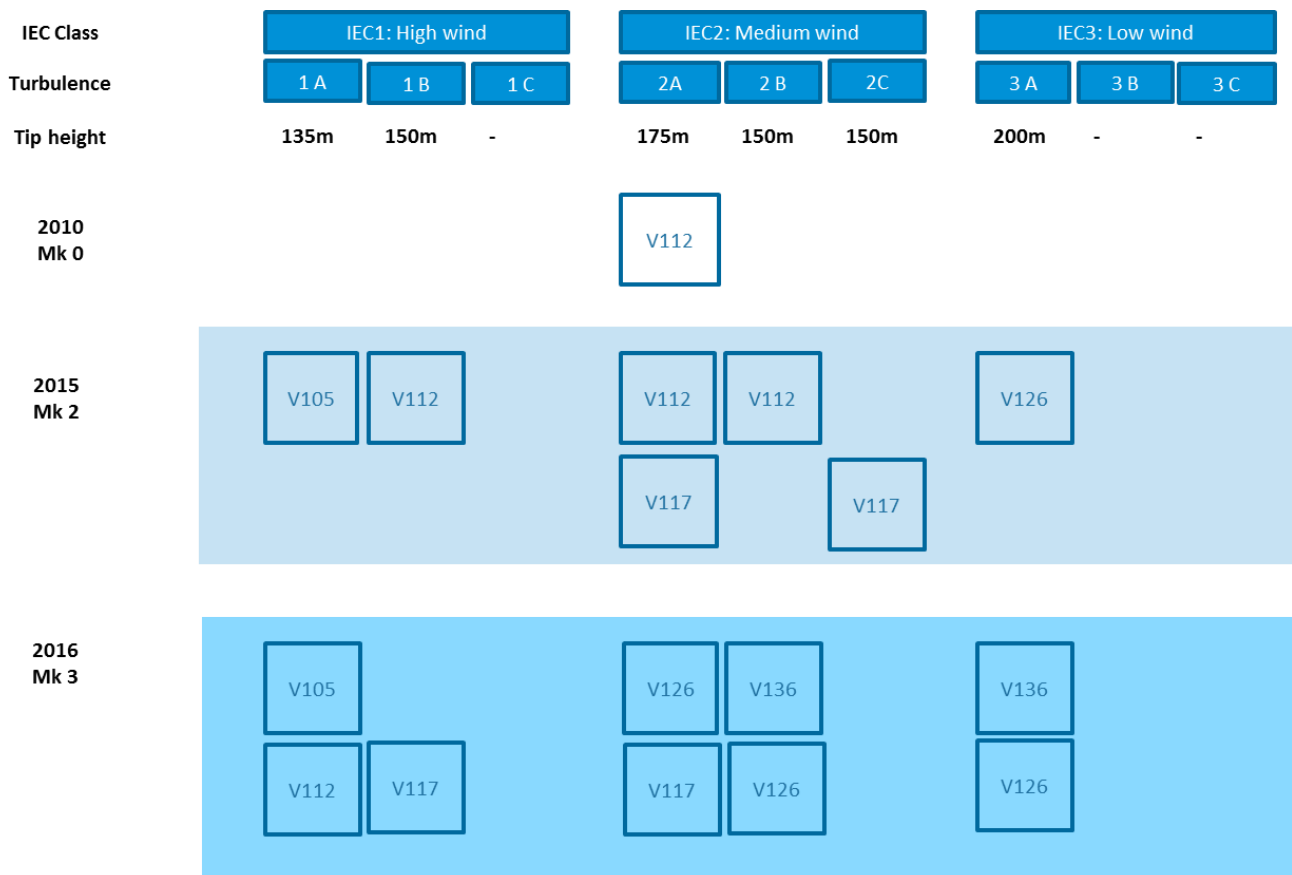 IEC Class IEC1: High wind IEC2: Medium wind IEC3: Low wind
Turbulence 1 A 1 B 1 C 2A 2 B 2C 3 A 3 B 3 C
Tip height 135m 150m - 175m 150m 150m 200m - -
2010
Mk 0
V112
2015
Mk 2
V105 V112 V112 V112 V126
V117 V117
2016
Mk 3
V105 V126 V136 V136
V112 V117 V117 V126 V126